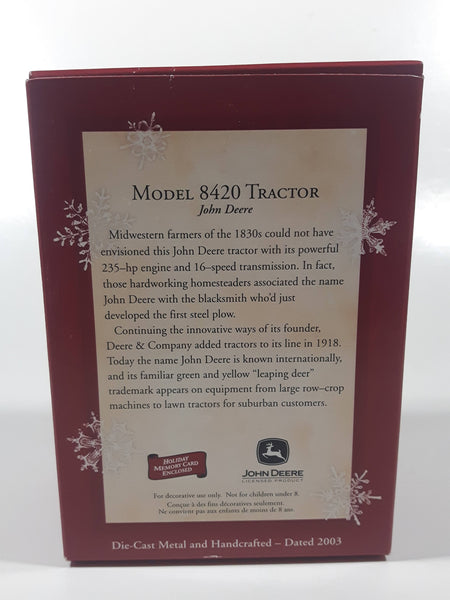 MODEL 8420 TRACTOR
John Deere
Midwestern farmers of the 1830s could not have
envisioned this John Deere tractor with its powerful
235–hp engine and 16–speed transmission. In fact,
those hardworking homesteaders associated the name
John Deere with the blacksmith who'd just
developed the first steel plow.
Continuing the innovative ways of its founder,
Deere & Company added tractors to its line in 1918.
Today the name John Deere is known internationally,
and its familiar green and yellow “leaping deer”
trademark appears on equipment from large row–crop
machines to lawn tractors for suburban customers.
HOLIDAY
MEMORY CARD
ENCLOSED
JOHN DEERE
LICENSED PRODUCT
For decorative use only. Not for children under 8.
Conçue à des fins décoratives seulement.
Ne convient pas aux enfants de moins de 8 ans.
Die-Cast Metal and Handcrafted – Dated 2003